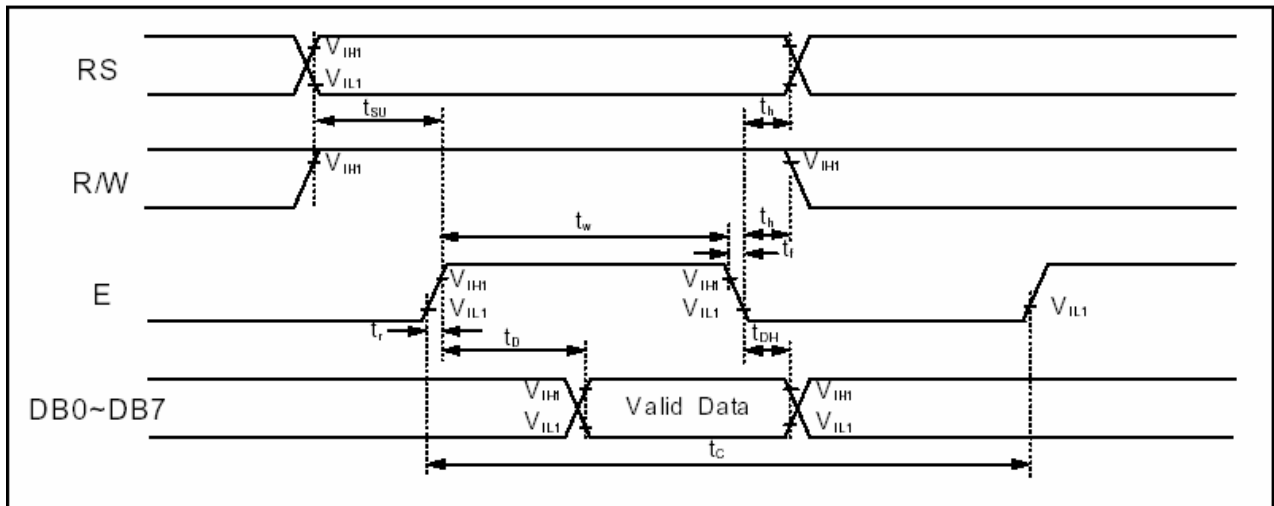 RS
V_IH1
V_IL1
t_SU
t_h
R/W
V_IH1
V_IH1
t_w
t_h
t_f
E
V_IH1
V_IL1
V_IH1
V_IL1
V_IL1
t_r
t_D
t_DH
DB0~DB7
V_IH1
V_IL1
Valid Data
V_IH1
V_IL1
t_C